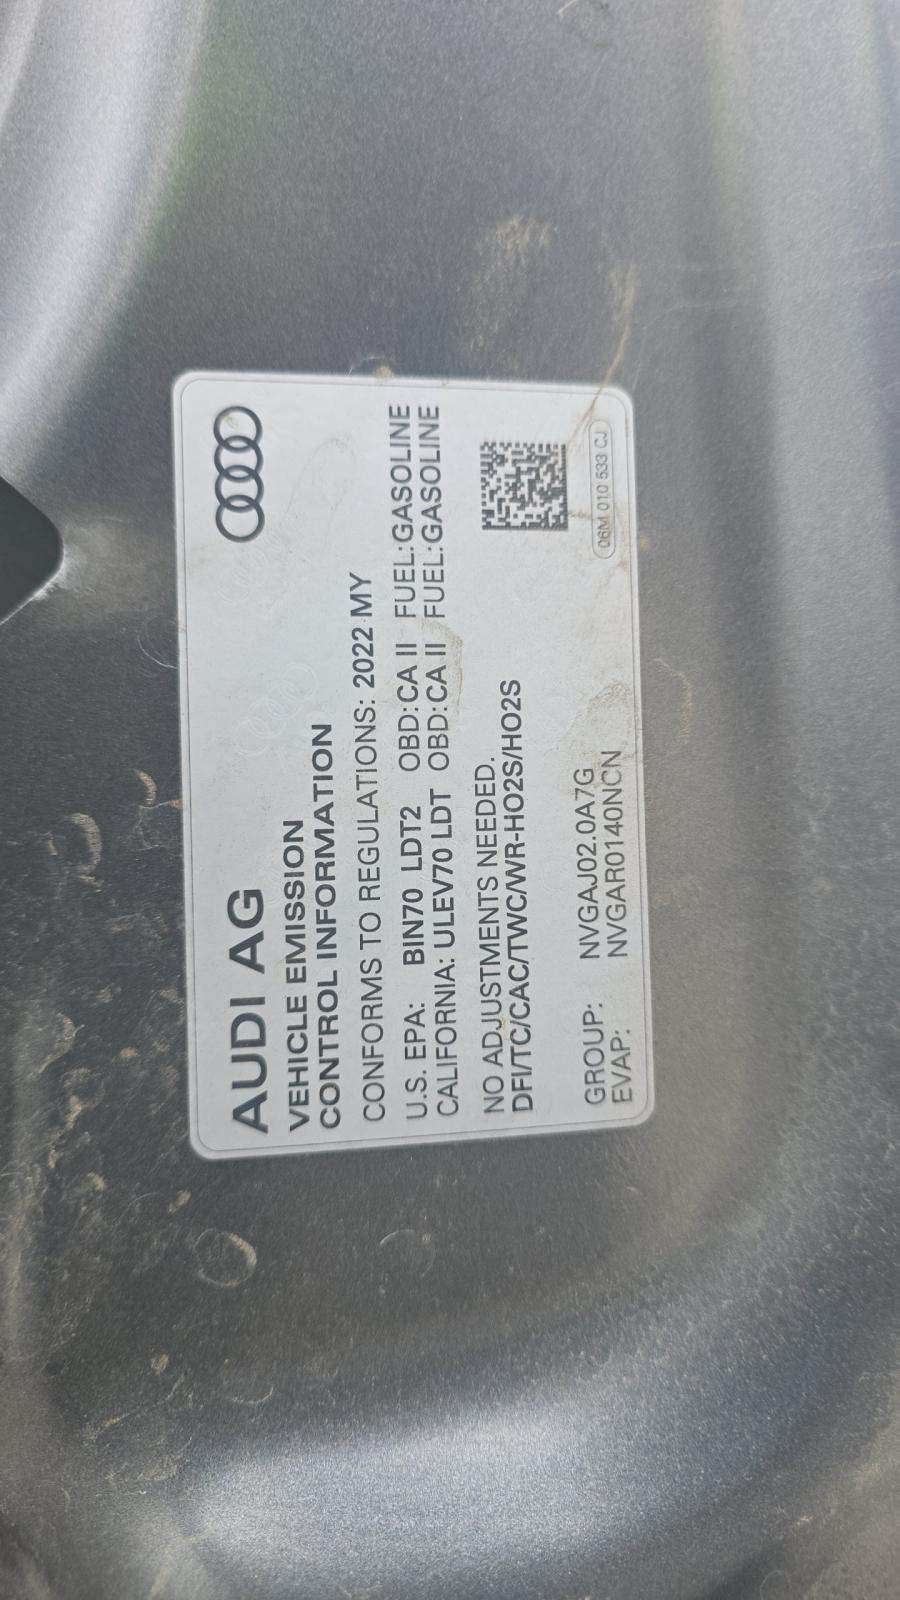 AUDI AG
VEHICLE EMISSION
CONTROL INFORMATION
CONFORMS TO REGULATIONS: 2022 MY
U.S. EPA: BIN70 LDT2 OBD:CA II FUEL:GASOLINE
CALIFORNIA: ULEV70 LDT OBD:CA II FUEL:GASOLINE
NO ADJUSTMENTS NEEDED.
DFI/TC/CAC/TWC/WR-HO2S/HO2S
GROUP: NVGAJ02.0A7G
EVAP: NVGAR0140NCN
06M 010 533 CJ